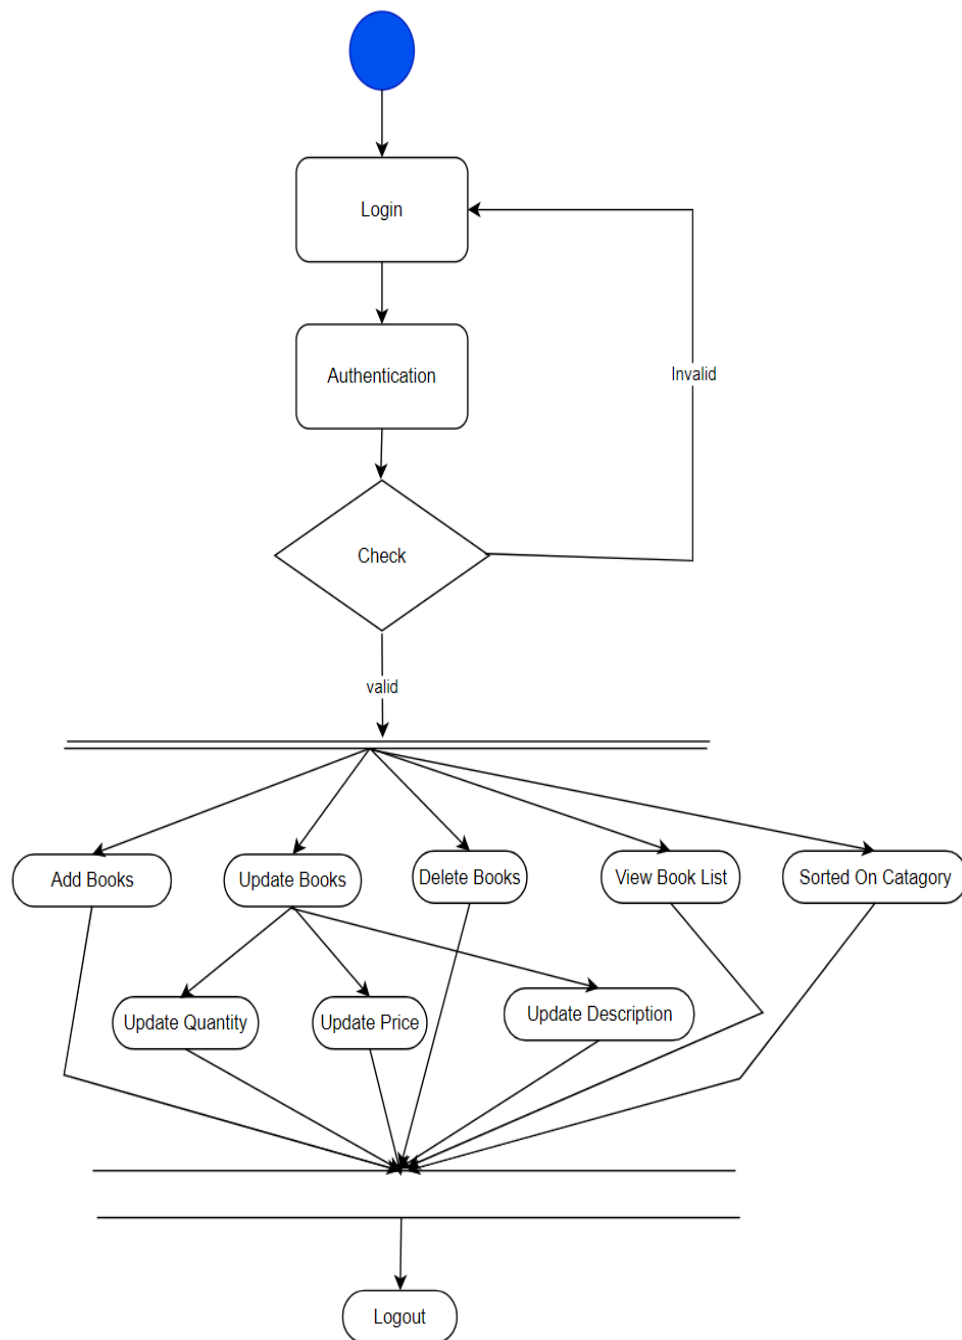 Login
Authentication
Invalid
Check
valid
Add Books
Update Books
Delete Books
View Book List
Sorted On Catagory
Update Quantity
Update Price
Update Description
Logout